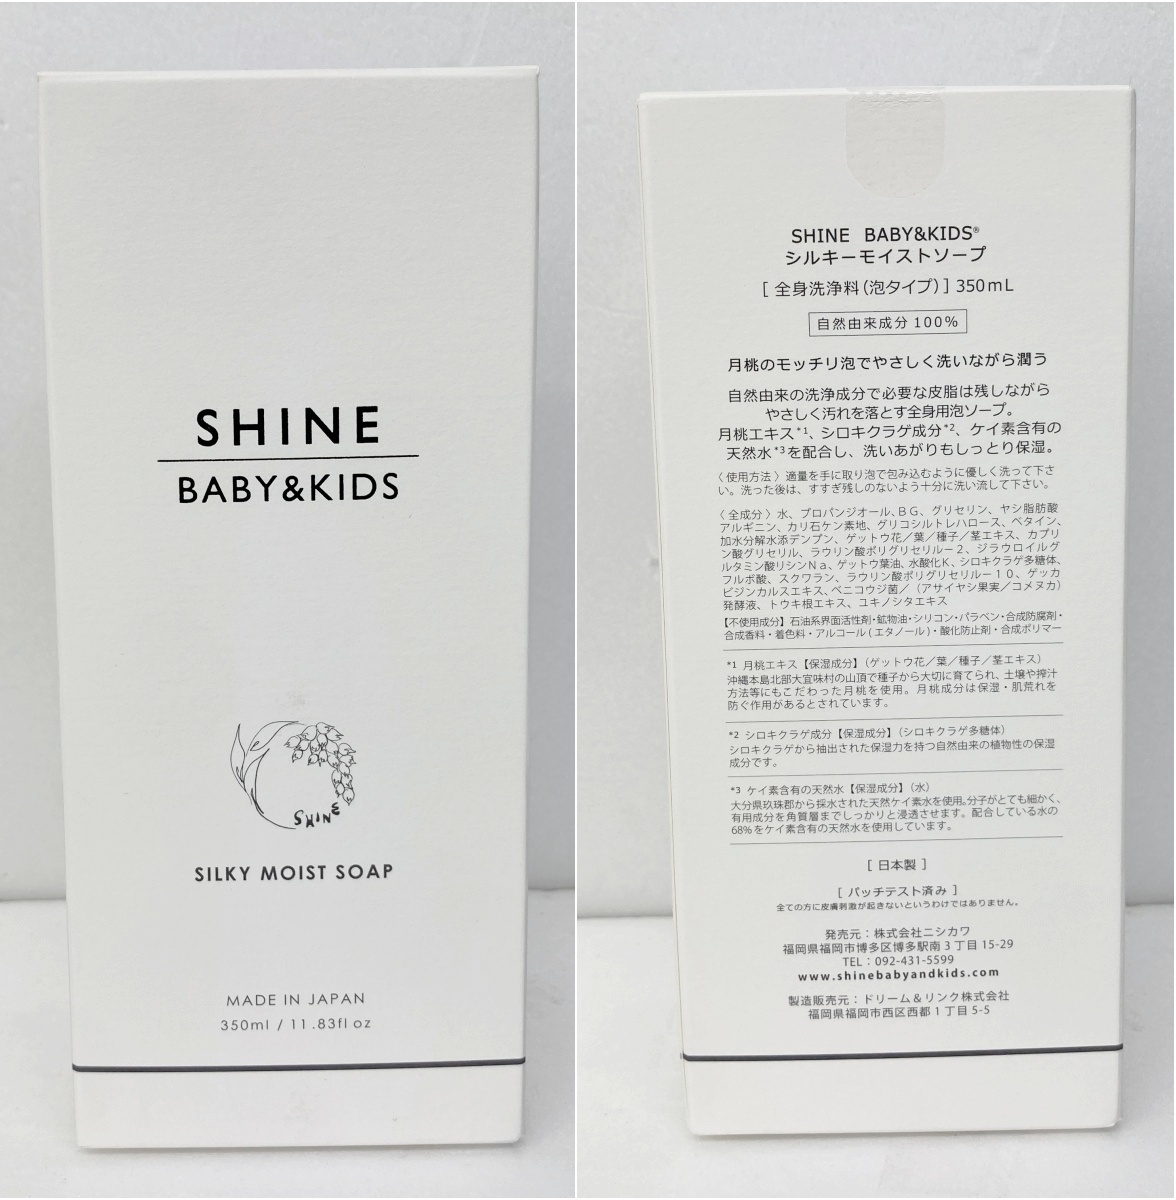 SHINE
BABY&KIDS
SHINE
SILKY MOIST SOAP
MADE IN JAPAN
350ml / 11.83fl oz
SHINE BABY&KIDS®
シルキーモイストソープ
[ 全身洗浄料(泡タイプ) ] 350mL
自然由来成分 100%
月桃のモッチリ泡でやさしく洗いながら潤う
自然由来の洗浄成分で必要な皮脂は残しながら
やさしく汚れを落とす全身用泡ソープ。
月桃エキス*1、シロキクラゲ成分*2、ケイ素含有の
天然水*3を配合し、洗いあがりもしっとり保湿。
〈 使用方法 〉適量を手に取り泡で包み込むように優しく洗って下さ
い。洗った後は、すすぎ残しのないよう十分に洗い流して下さい。
〈 全成分 〉水、プロパンジオール、BG、グリセリン、ヤシ脂肪酸
アルギニン、カリ石ケン素地、グリコシルトレハロース、ベタイン、
加水分解水添デンプン、ゲットウ花/葉/種子/茎エキス、カプリ
ン酸グリセリル、ラウリン酸ポリグリセリル-2、ジラウロイルグ
ルタミン酸リシンNa、ゲットウ葉油、水酸化K、シロキクラゲ多糖体、
フルボ酸、スクワラン、ラウリン酸ポリグリセリル-10、ゲッカ
ビジンカルスエキス、ベニコウジ菌/(アサイヤシ果実/コメヌカ)
発酵液、トウキ根エキス、ユキノシタエキス
【不使用成分】石油系界面活性剤・鉱物油・シリコン・パラベン・合成防腐剤・
合成香料・着色料・アルコール(エタノール)・酸化防止剤・合成ポリマー
*1 月桃エキス【保湿成分】(ゲットウ花/葉/種子/茎エキス)
沖縄本島北部大宜味村の山頂で種子から大切に育てられ、土壌や搾汁
方法等にもこだわった月桃を使用。月桃成分は保湿・肌荒れを
防ぐ作用があるとされています。
*2 シロキクラゲ成分【保湿成分】(シロキクラゲ多糖体)
シロキクラゲから抽出された保湿力を持つ自然由来の植物性の保湿
成分です。
*3 ケイ素含有の天然水【保湿成分】(水)
大分県玖珠郡から採水された天然ケイ素水を使用。分子がとても細かく、
有用成分を角質層までしっかりと浸透させます。配合している水の
68%をケイ素含有の天然水を使用しています。
[ 日本製 ]
[ パッチテスト済み ]
全ての方に皮膚刺激が起きないというわけではありません。
発売元:株式会社ニシカワ
福岡県福岡市博多区博多駅南3丁目15-29
TEL:092-431-5599
www.shinebabyandkids.com
製造販売元:ドリーム&リンク株式会社
福岡県福岡市西区西都1丁目5-5